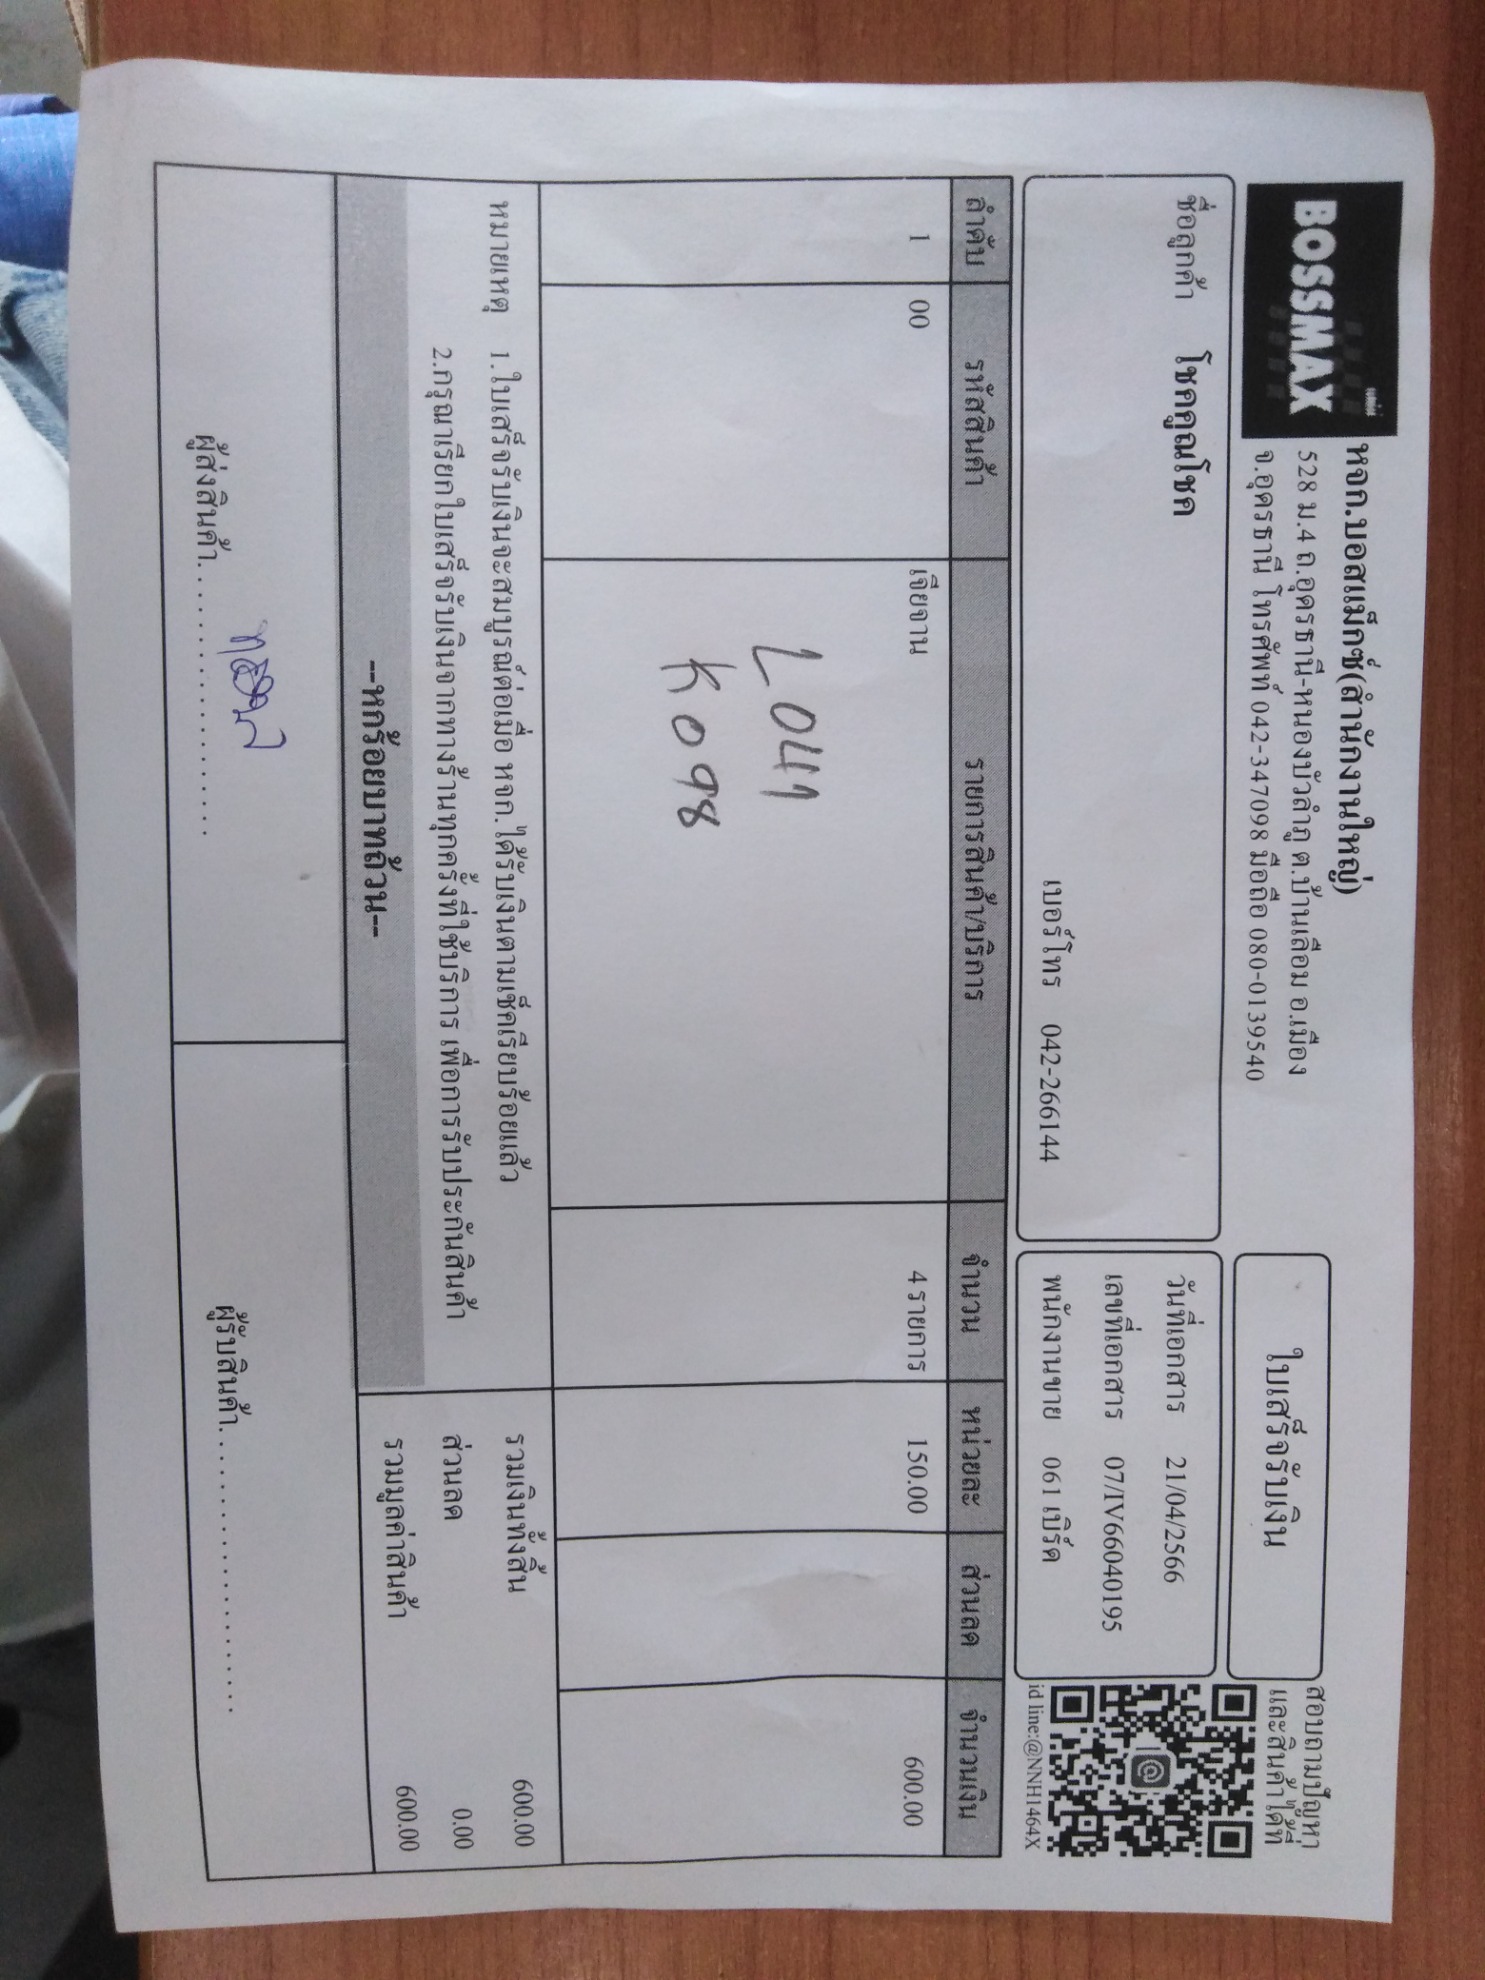 BOSSMAX
หจก.บอสแม็กซ์(สำนักงานใหญ่)
528 ม.4 ถ.อุดรธานี-หนองบัวลำภู ต.บ้านเลื่อม อ.เมือง
จ.อุดรธานี โทรศัพท์ 042-347098 มือถือ 080-0139540
ใบเสร็จรับเงิน
สอบถามปัญหา
และสินค้าได้ที่
ชื่อลูกค้า โชคคูณโชค
เบอร์โทร 042-266144
วันที่เอกสาร 21/04/2566
เลขที่เอกสาร 07/IV66040195
พนักงานขาย 061 เบิร์ด
id line:@NNH1464X
ลำดับ รหัสสินค้า รายการสินค้า/บริการ จำนวน หน่วยละ ส่วนลด จำนวนเงิน
1 00 เจียจาน 4 รายการ 150.00 600.00
L041
K098
หมายเหตุ 1.ใบเสร็จรับเงินจะสมบูรณ์ต่อเมื่อ หจก.ได้รับเงินตามเช็คเรียบร้อยแล้ว
2.กรุณาเรียกใบเสร็จรับเงินจากทางร้านทุกครั้งที่ใช้บริการ เพื่อการรับประกันสินค้า
รวมเงินทั้งสิ้น 600.00
ส่วนลด 0.00
--หกร้อยบาทถ้วน-- รวมมูลค่าสินค้า 600.00
ผู้ส่งสินค้า..............................
ผู้รับสินค้า..............................